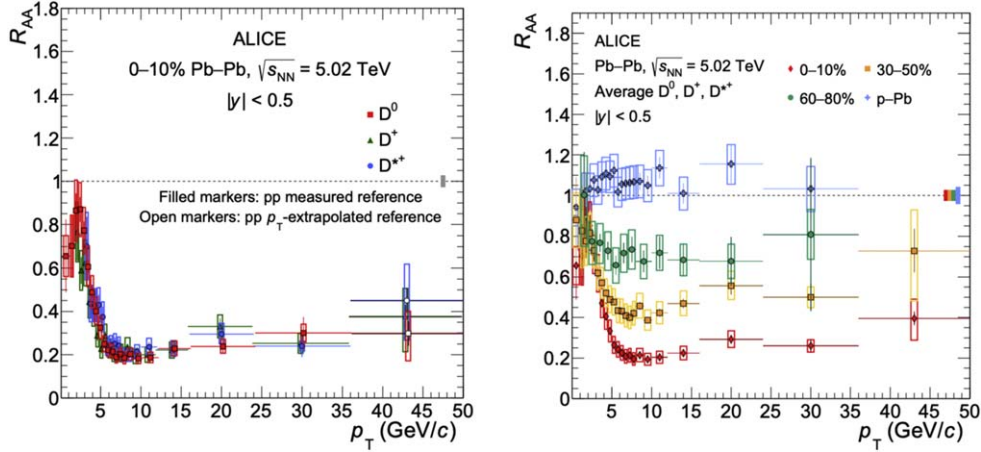 R_AA
1.8
1.6
1.4
1.2
1
0.8
0.6
0.4
0.2
0
ALICE
0–10% Pb–Pb, √s_NN = 5.02 TeV
|y| < 0.5
D⁰
D⁺
D*⁺
Filled markers: pp measured reference
Open markers: pp p_T-extrapolated reference
5 10 15 20 25 30 35 40 45 50
p_T (GeV/c)
R_AA
1.8
1.6
1.4
1.2
1
0.8
0.6
0.4
0.2
0
ALICE
Pb–Pb, √s_NN = 5.02 TeV
Average D⁰, D⁺, D*⁺
|y| < 0.5
0–10% 30–50%
60–80% p–Pb
5 10 15 20 25 30 35 40 45 50
p_T (GeV/c)